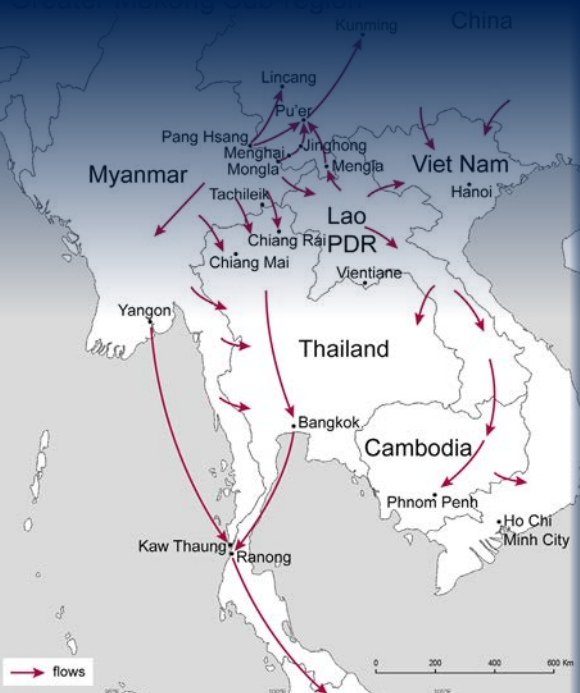 Greater Mekong Sub-region
China
Kunming
Lincang
Pu'er
Pang Hsang
Menghai
Jinghong
Mongla
Mengla
Viet Nam
Myanmar
Hanoi
Tachileik
Lao
PDR
Chiang Rai
Chiang Mai
Vientiane
Yangon
Thailand
Bangkok
Cambodia
Phnom Penh
Ho Chi
Minh City
Kaw Thaung
Ranong
flows
0 200 400 600 Km